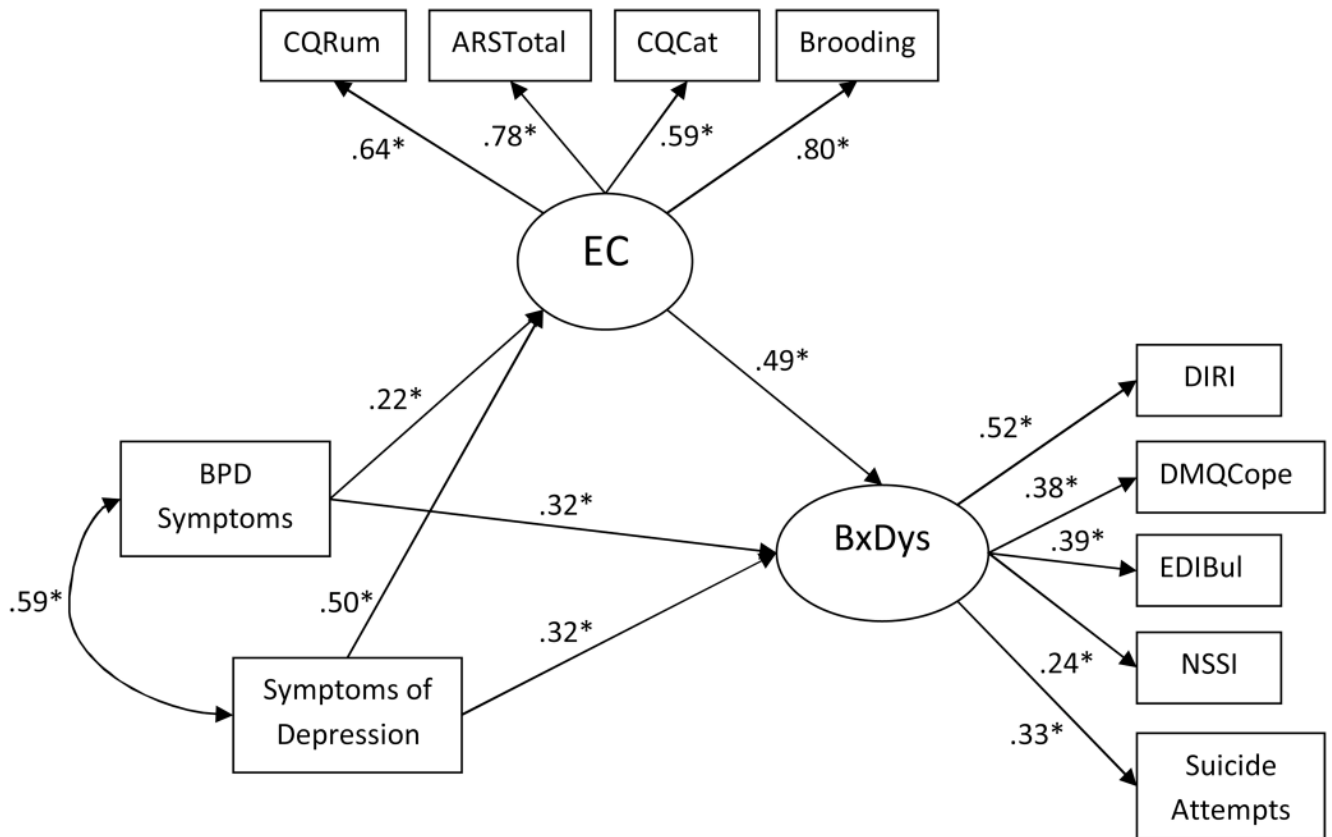 CQRum
ARSTotal
CQCat
Brooding
.64*
.78*
.59*
.80*
EC
.22*
.49*
BPD
Symptoms
.32*
.59*
.50*
.32*
Symptoms of
Depression
BxDys
.52*
.38*
.39*
.24*
.33*
DIRI
DMQCope
EDIBul
NSSI
Suicide
Attempts